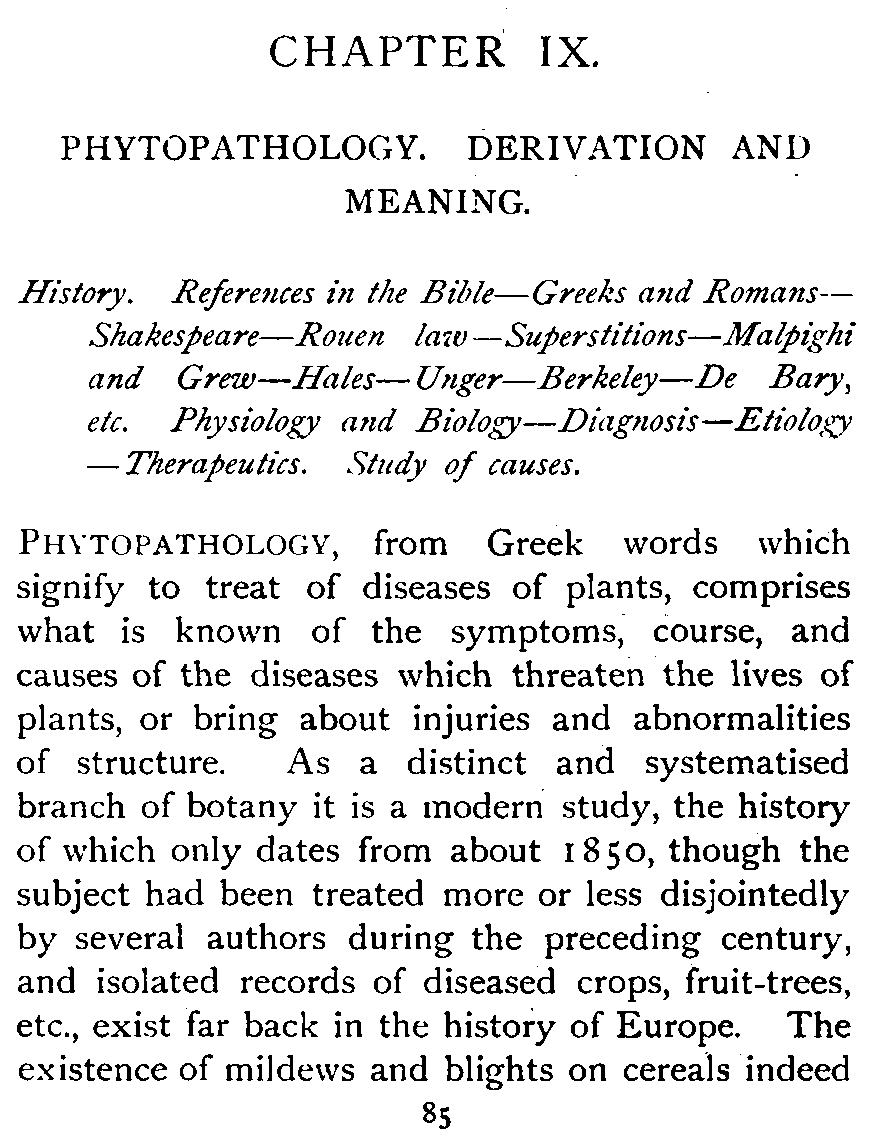 CHAPTER IX.
PHYTOPATHOLOGY. DERIVATION AND
MEANING.
History. References in the Bible—Greeks and Romans—
Shakespeare—Rouen law—Superstitions—Malpighi
and Grew—Hales—Unger—Berkeley—De Bary,
etc. Physiology and Biology—Diagnosis—Etiology
—Therapeutics. Study of causes.
PHYTOPATHOLOGY, from Greek words which
signify to treat of diseases of plants, comprises
what is known of the symptoms, course, and
causes of the diseases which threaten the lives of
plants, or bring about injuries and abnormalities
of structure. As a distinct and systematised
branch of botany it is a modern study, the history
of which only dates from about 1850, though the
subject had been treated more or less disjointedly
by several authors during the preceding century,
and isolated records of diseased crops, fruit-trees,
etc., exist far back in the history of Europe. The
existence of mildews and blights on cereals indeed
85